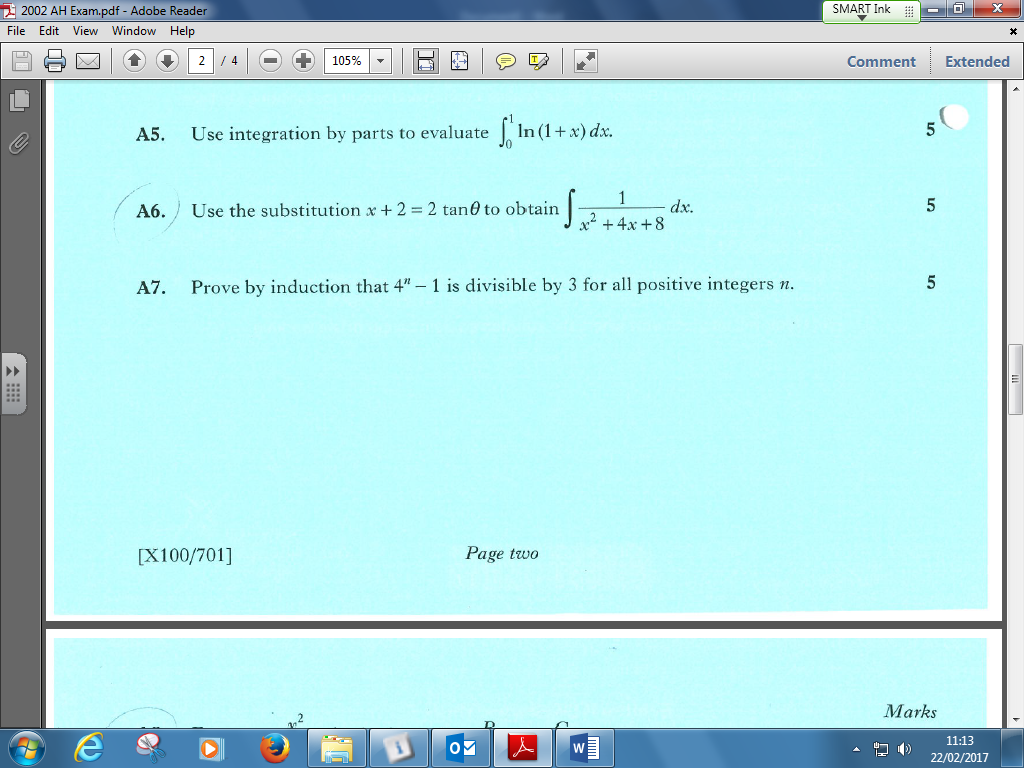 2002 AH Exam.pdf - Adobe Reader
SMART Ink
File Edit View Window Help
2 / 4 105% Comment Extended
A5. Use integration by parts to evaluate ∫₀¹ ln (1 + x) dx. 5
A6. Use the substitution x + 2 = 2 tanθ to obtain ∫ 1/(x² + 4x + 8) dx. 5
A7. Prove by induction that 4ⁿ – 1 is divisible by 3 for all positive integers n. 5
[X100/701] Page two
Marks
11:13
22/02/2017